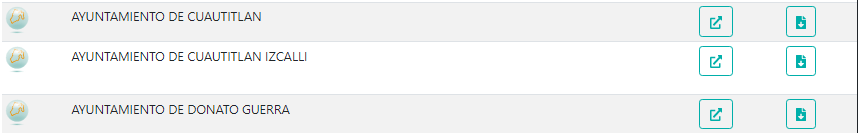 AYUNTAMIENTO DE CUAUTITLAN
AYUNTAMIENTO DE CUAUTITLAN IZCALLI
AYUNTAMIENTO DE DONATO GUERRA